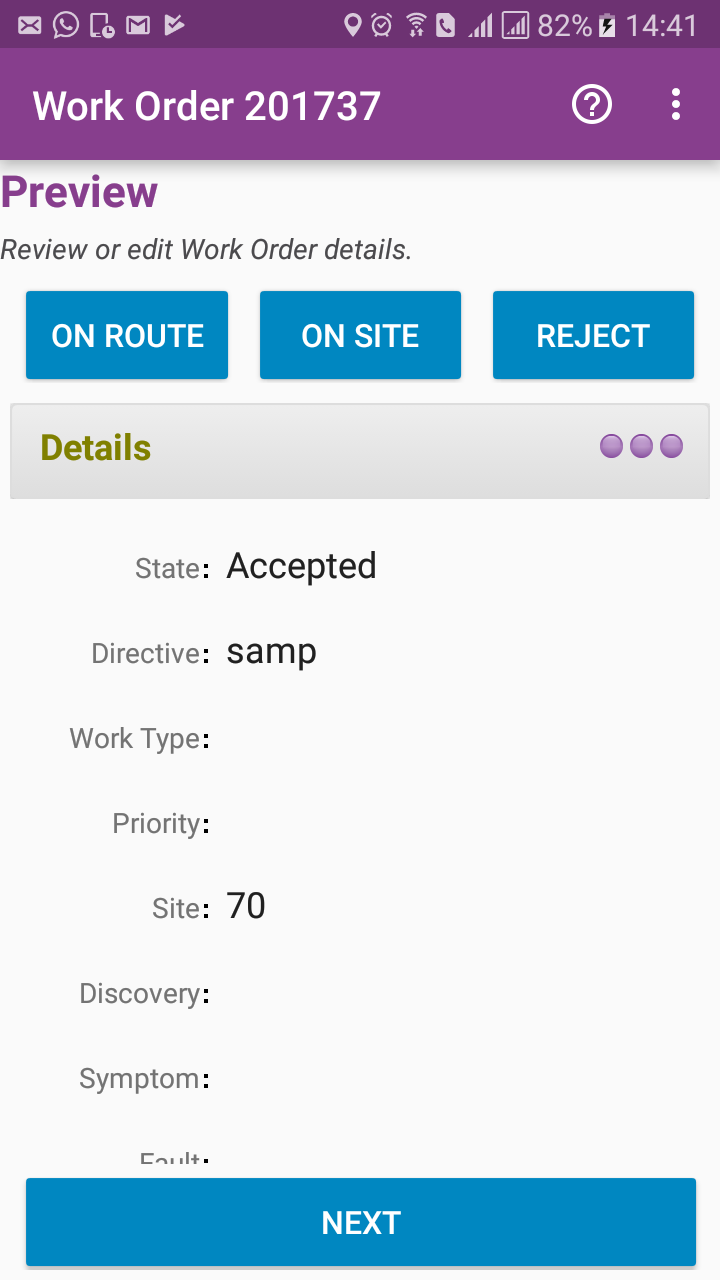 82% 14:41
Work Order 201737
Preview
Review or edit Work Order details.
ON ROUTE ON SITE REJECT
Details
State: Accepted
Directive: samp
Work Type:
Priority:
Site: 70
Discovery:
Symptom:
Fault:
NEXT